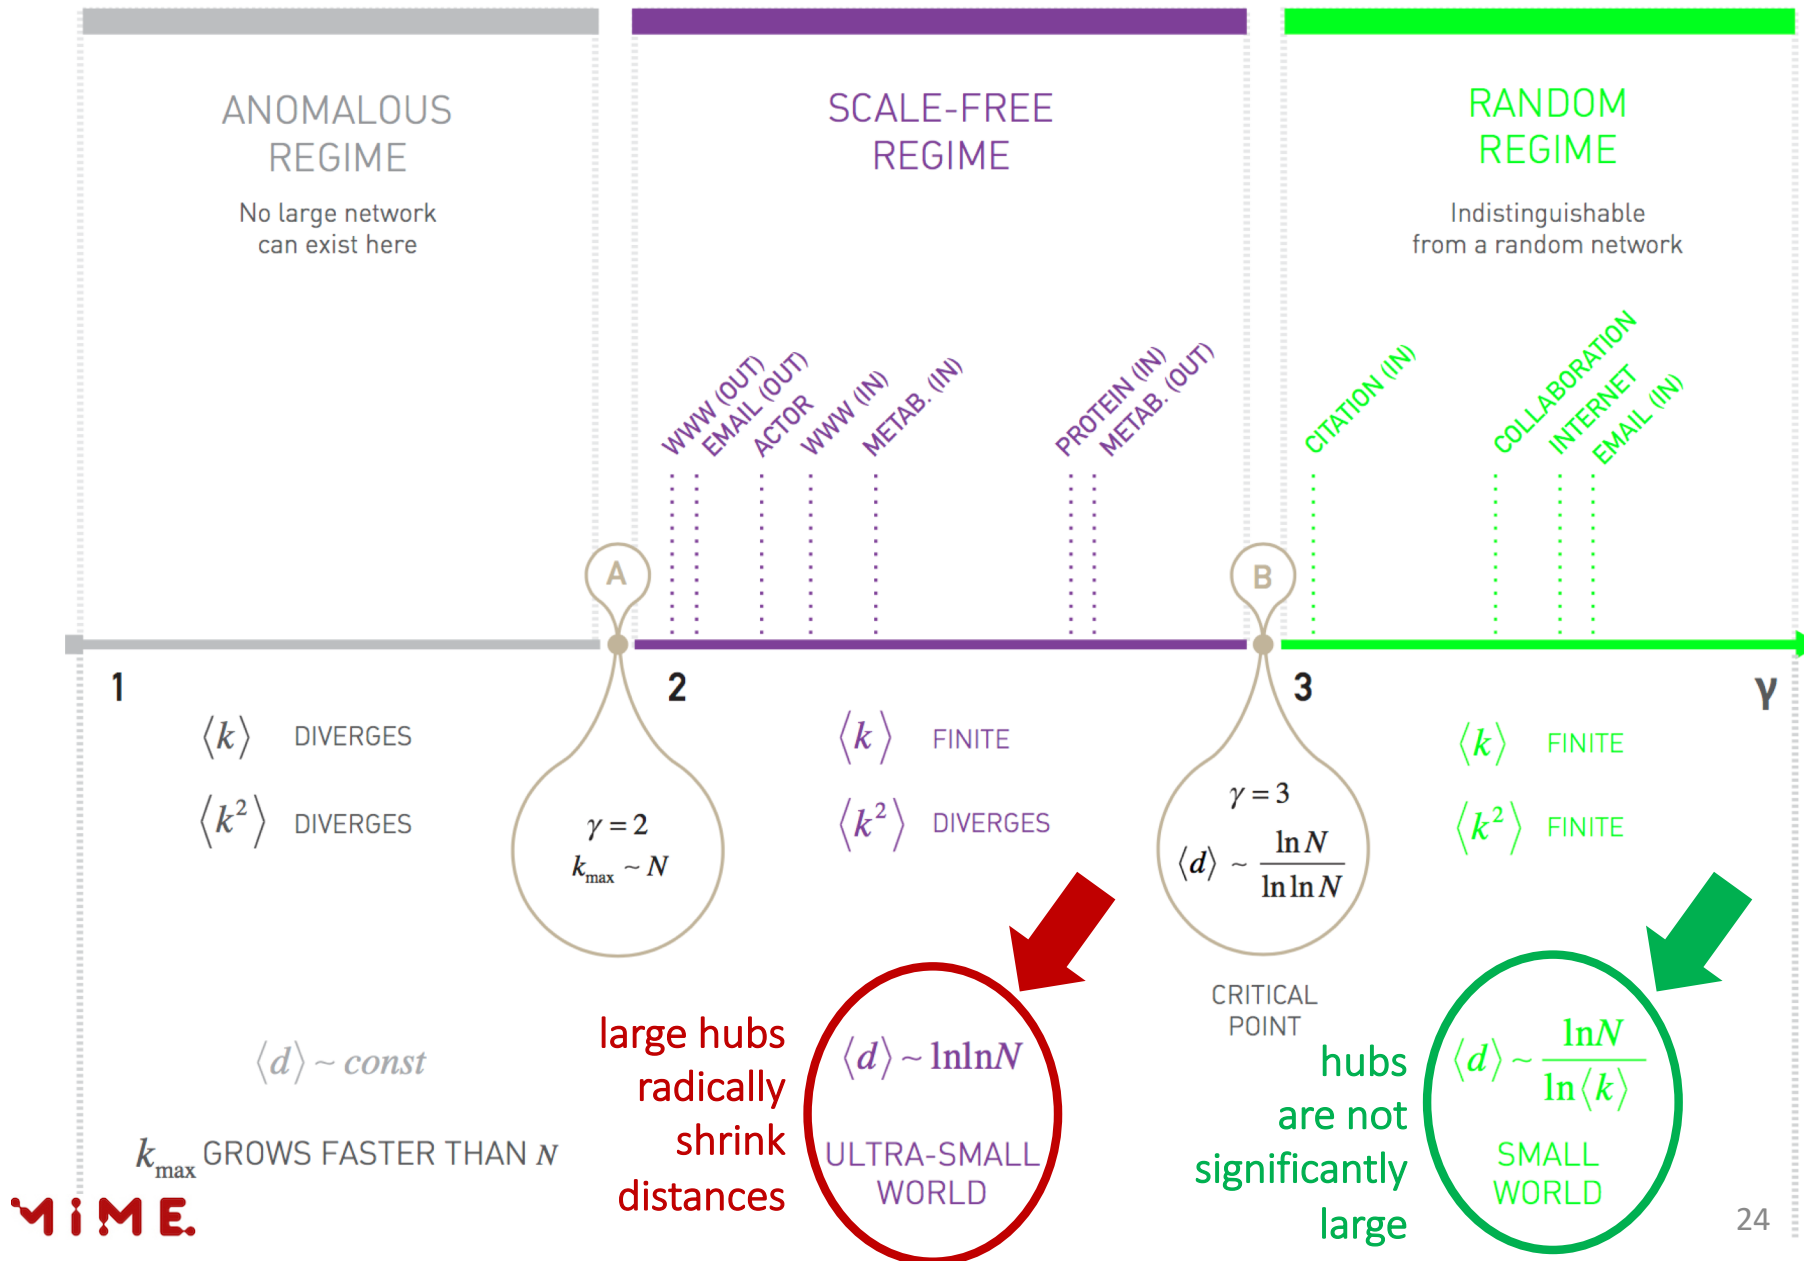 ANOMALOUS
REGIME
No large network
can exist here
SCALE-FREE
REGIME
RANDOM
REGIME
Indistinguishable
from a random network
WWW (OUT)
EMAIL (OUT)
ACTOR
WWW (IN)
METAB. (IN)
PROTEIN (IN)
METAB. (OUT)
CITATION (IN)
COLLABORATION
INTERNET
EMAIL (IN)
A
B
1
2
3
γ
⟨k⟩ DIVERGES
⟨k²⟩ DIVERGES
γ = 2
k_max ~ N
⟨k⟩ FINITE
⟨k²⟩ DIVERGES
γ = 3
⟨d⟩ ~ lnN / lnlnN
⟨k⟩ FINITE
⟨k²⟩ FINITE
CRITICAL
POINT
⟨d⟩ ~ const
k_max GROWS FASTER THAN N
large hubs
radically
shrink
distances
⟨d⟩ ~ lnlnN
ULTRA-SMALL
WORLD
hubs
are not
significantly
large
⟨d⟩ ~ lnN / ln⟨k⟩
SMALL
WORLD
MiME.
24